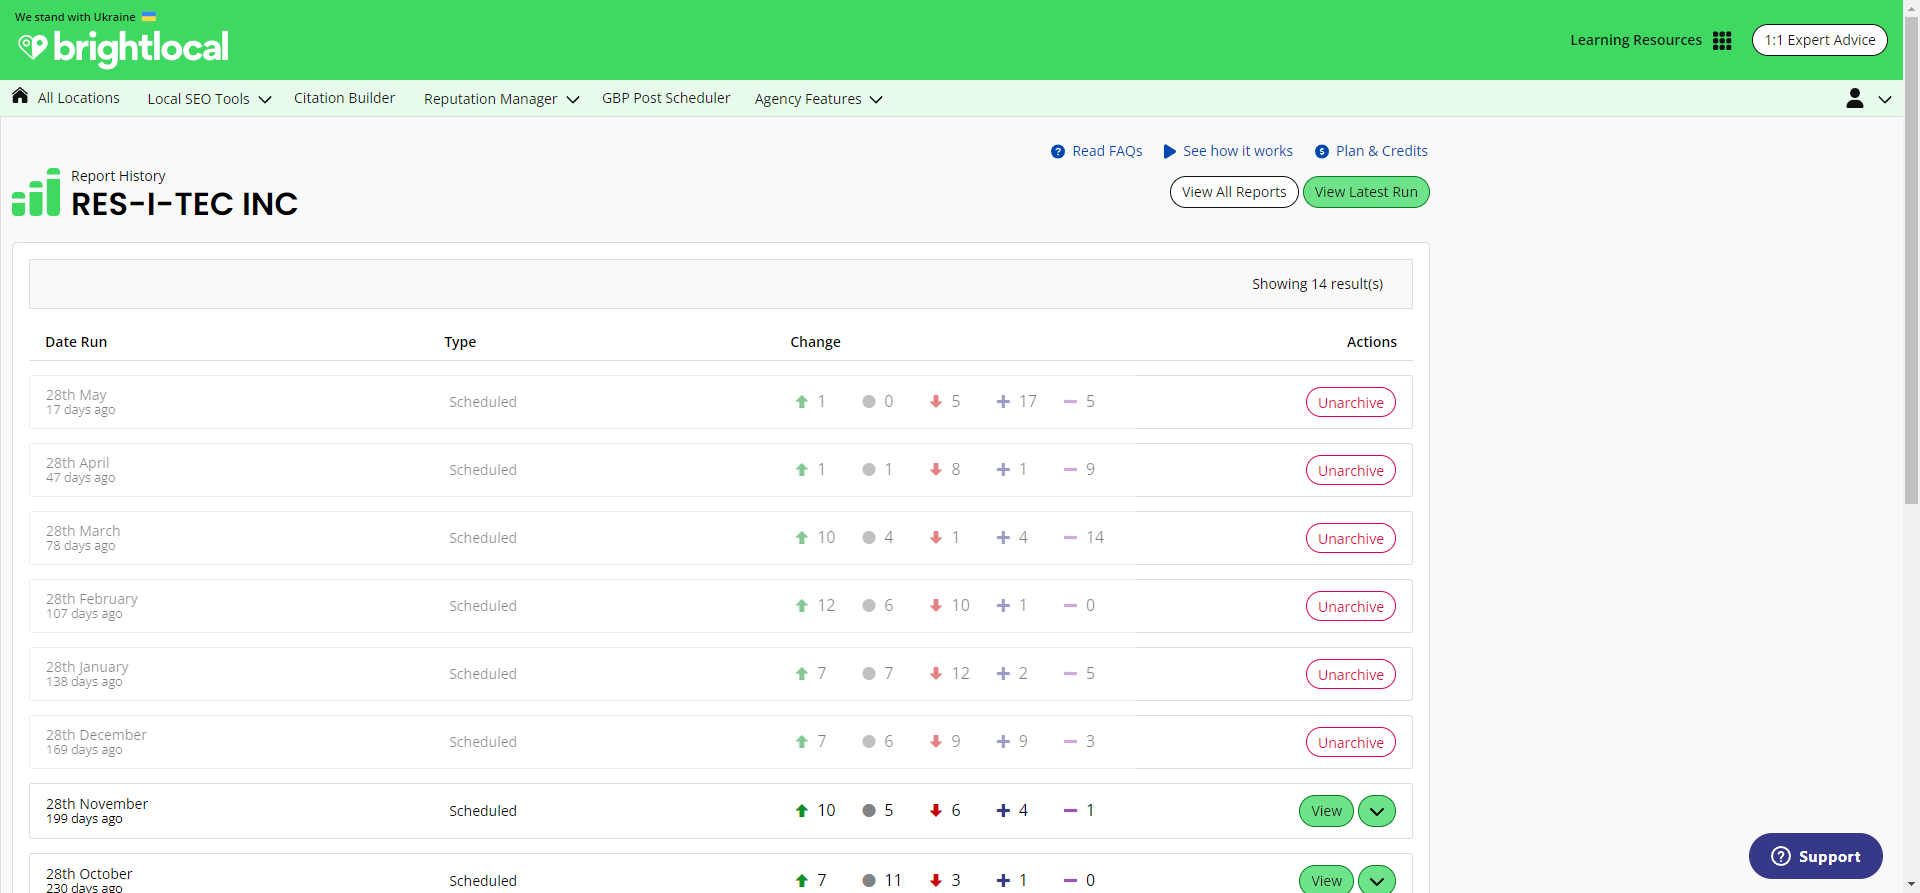 We stand with Ukraine
brightlocal
Learning Resources
1:1 Expert Advice
All Locations Local SEO Tools Citation Builder Reputation Manager GBP Post Scheduler Agency Features
Read FAQs See how it works Plan & Credits
Report History
RES-I-TEC INC
View All Reports View Latest Run
Showing 14 result(s)
Date Run Type Change Actions
28th May
17 days ago
Scheduled 1 0 5 17 5 Unarchive
28th April
47 days ago
Scheduled 1 1 8 1 9 Unarchive
28th March
78 days ago
Scheduled 10 4 1 4 14 Unarchive
28th February
107 days ago
Scheduled 12 6 10 1 0 Unarchive
28th January
138 days ago
Scheduled 7 7 12 2 5 Unarchive
28th December
169 days ago
Scheduled 7 6 9 9 3 Unarchive
28th November
199 days ago
Scheduled 10 5 6 4 1 View
28th October
230 days ago
Scheduled 7 11 3 1 0 View
Support